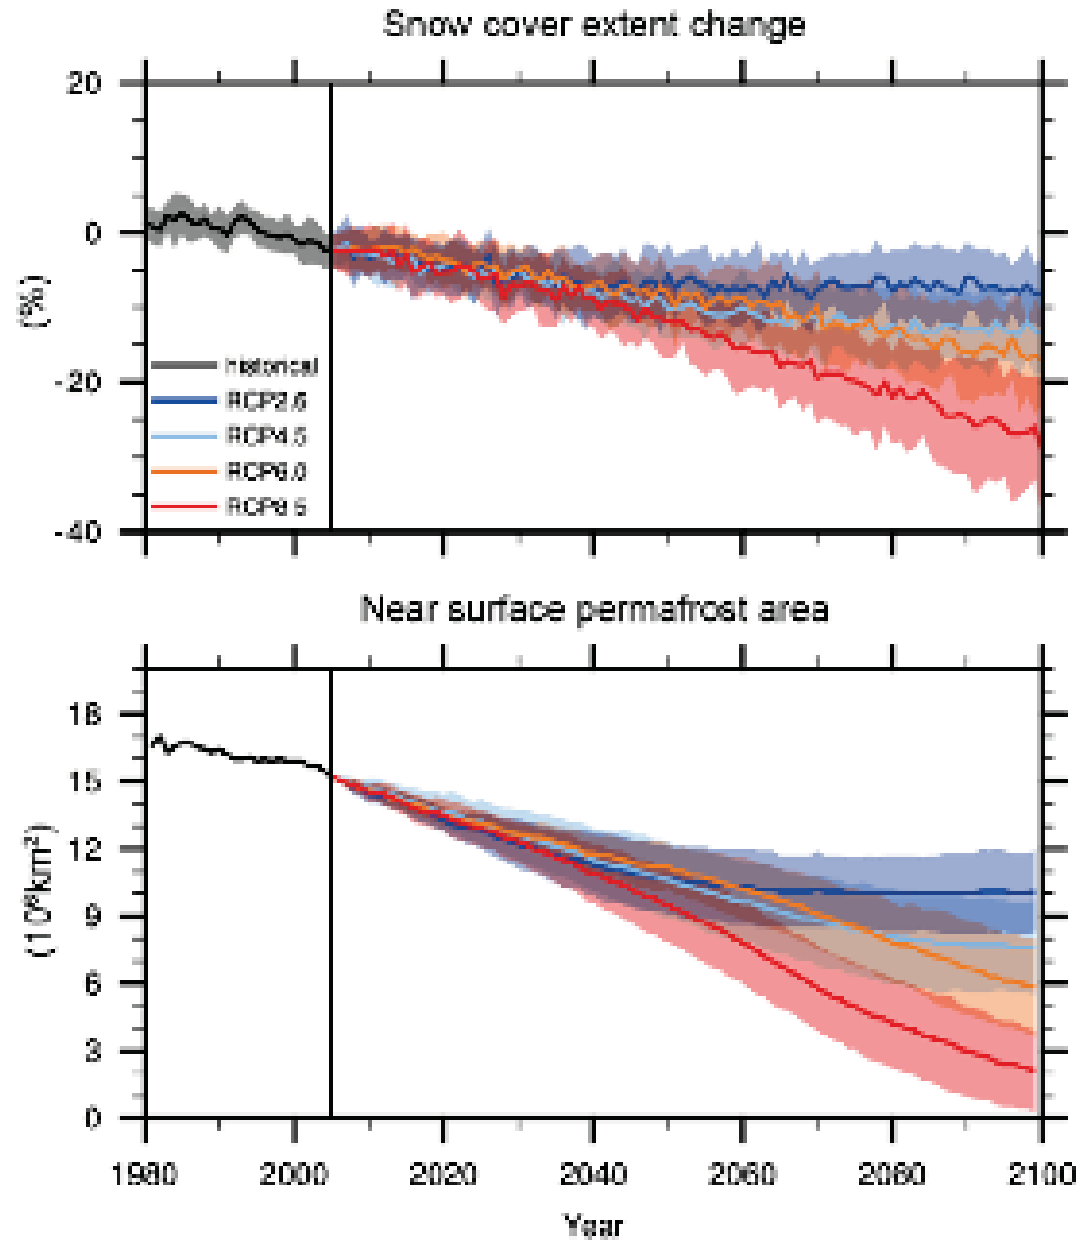 Snow cover extent change
20
0
-20
-40
(%)
historical
RCP2.6
RCP4.5
RCP6.0
RCP8.5
Near surface permafrost area
18
15
12
9
6
3
0
(10⁶km²)
1980 2000 2020 2040 2060 2080 2100
Year